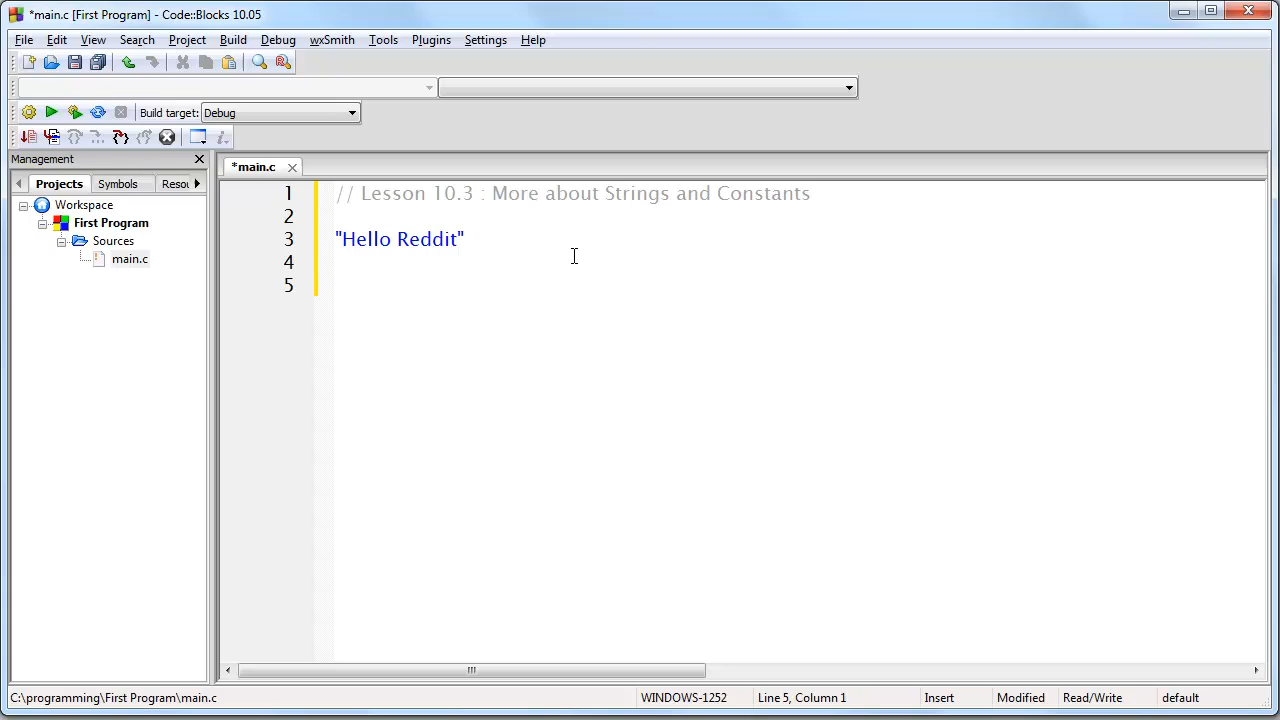 *main.c [First Program] - Code::Blocks 10.05
File Edit View Search Project Build Debug wxSmith Tools Plugins Settings Help
Build target: Debug
Management
Projects Symbols Resou
*main.c
Workspace
First Program
Sources
main.c
1 // Lesson 10.3 : More about Strings and Constants
2
3 "Hello Reddit"
4
5
C:\programming\First Program\main.c WINDOWS-1252 Line 5, Column 1 Insert Modified Read/Write default